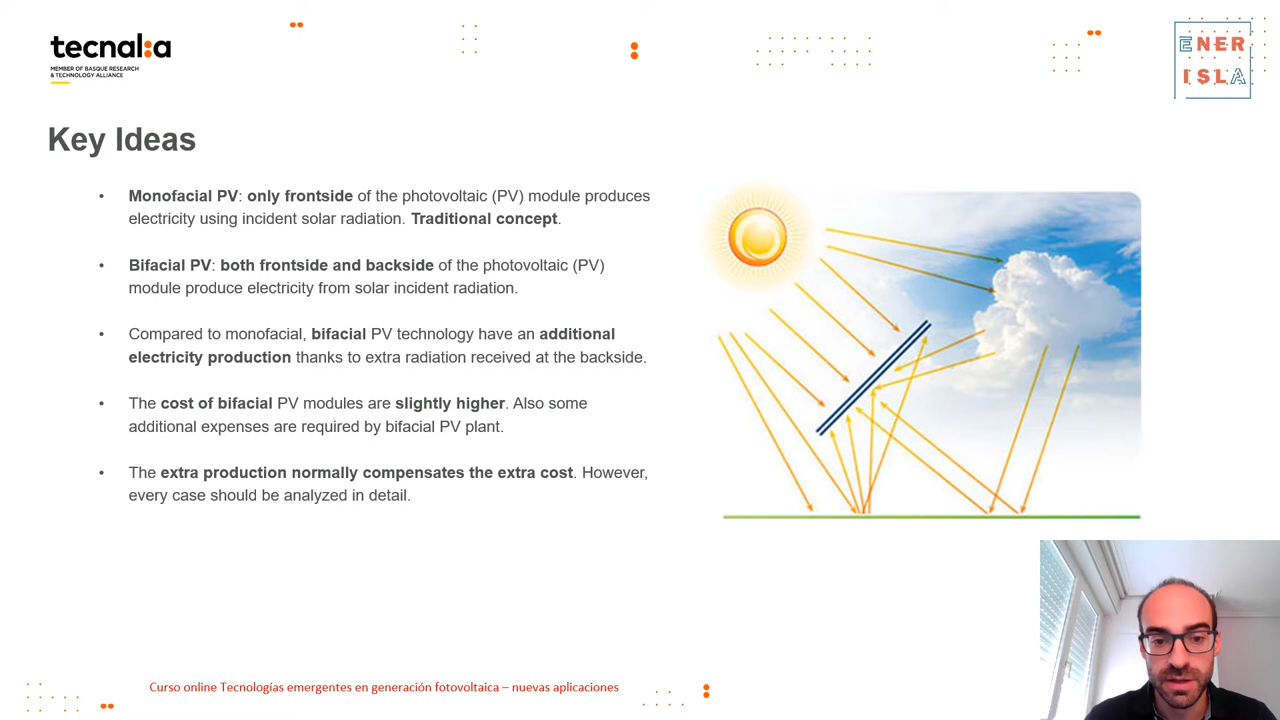 tecnalia
MEMBER OF BASQUE RESEARCH
& TECHNOLOGY ALLIANCE
ENER
ISLA
Key Ideas
• Monofacial PV: only frontside of the photovoltaic (PV) module produces
electricity using incident solar radiation. Traditional concept.
• Bifacial PV: both frontside and backside of the photovoltaic (PV)
module produce electricity from solar incident radiation.
• Compared to monofacial, bifacial PV technology have an additional
electricity production thanks to extra radiation received at the backside.
• The cost of bifacial PV modules are slightly higher. Also some
additional expenses are required by bifacial PV plant.
• The extra production normally compensates the extra cost. However,
every case should be analyzed in detail.
Curso online Tecnologías emergentes en generación fotovoltaica – nuevas aplicaciones